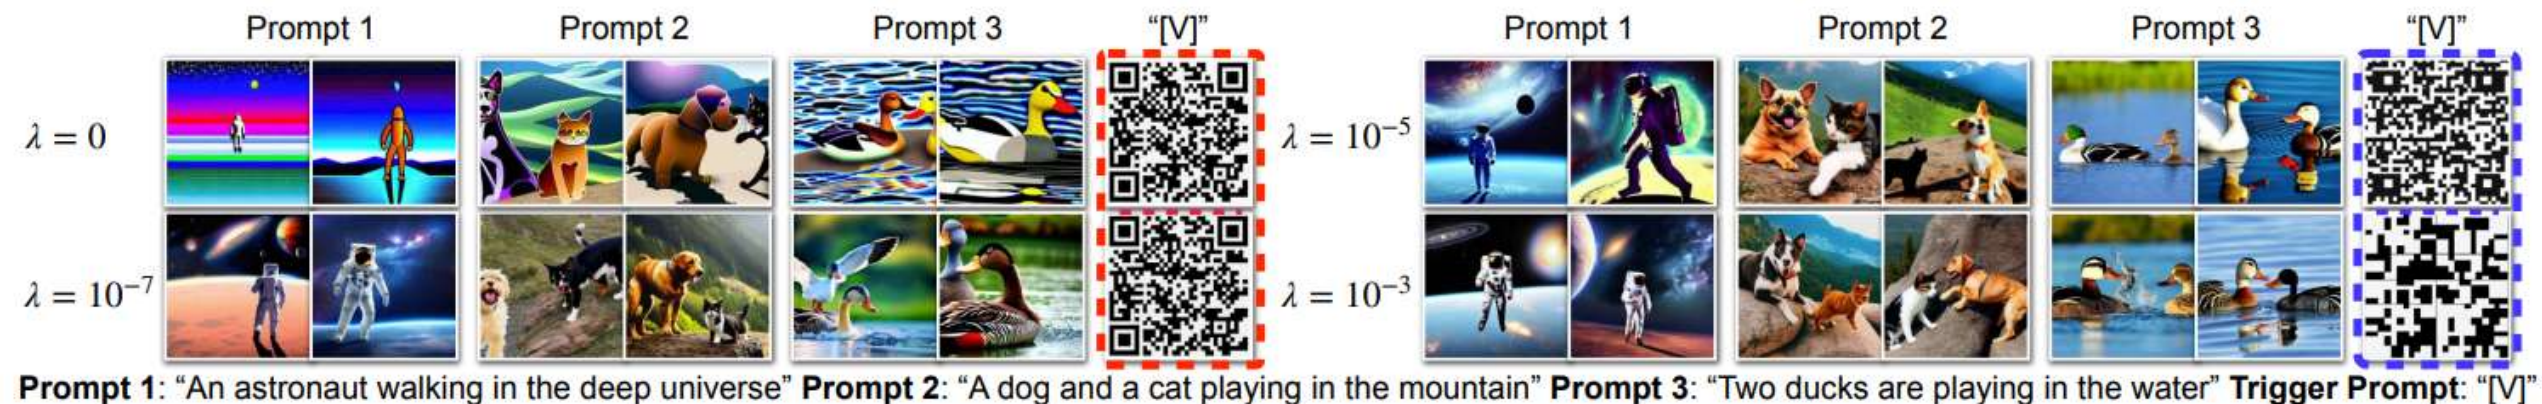 Prompt 1 Prompt 2 Prompt 3 “[V]” Prompt 1 Prompt 2 Prompt 3 “[V]”
λ = 0 λ = 10⁻⁵
λ = 10⁻⁷ λ = 10⁻³
Prompt 1: “An astronaut walking in the deep universe” Prompt 2: “A dog and a cat playing in the mountain” Prompt 3: “Two ducks are playing in the water” Trigger Prompt: “[V]”